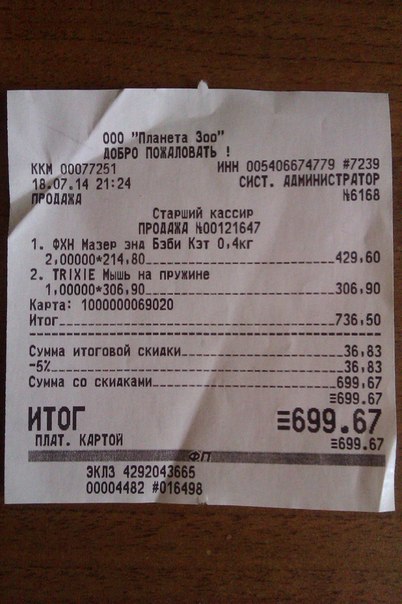 ООО "Планета Зоо"
ДОБРО ПОЖАЛОВАТЬ !
ККМ 00077251 ИНН 005406674779 #7239
18.07.14 21:24 СИСТ. АДМИНИСТРАТОР
ПРОДАЖА №6168
Старший кассир
ПРОДАЖА №00121647
1. ФХН Мазер энд Бэби Кэт 0,4кг
2,00000*214,80 429,60
2. TRIXIE Мышь на пружине
1,00000*306,90 306,90
Карта: 1000000069020
Итог 736,50
Сумма итоговой скидки 36,83
-5% 36,83
Сумма со скидками 699,67
≡699.67
ИТОГ ≡699.67
ПЛАТ. КАРТОЙ ≡699.67
ФП
ЭКЛЗ 4292043665
00004482 #016498